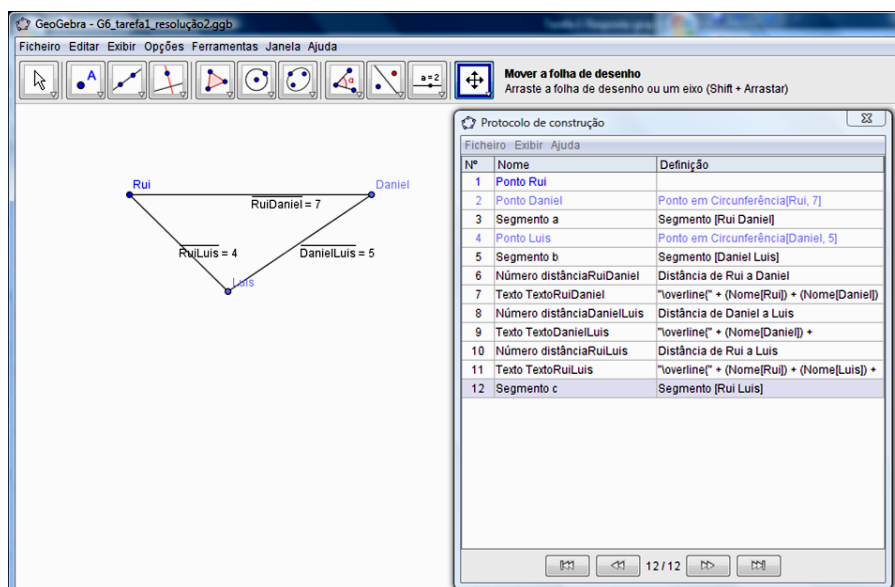 GeoGebra - G6_tarefa1_resolução2.ggb
Ficheiro Editar Exibir Opções Ferramentas Janela Ajuda
A
α
a = 2
Mover a folha de desenho
Arraste a folha de desenho ou um eixo (Shift + Arrastar)
Rui
Daniel
RuiDaniel = 7
RuiLuis = 4
DanielLuis = 5
Luis
Protocolo de construção
Ficheiro Exibir Ajuda
Nº Nome Definição
1 Ponto Rui
2 Ponto Daniel Ponto em Circunferência[Rui, 7]
3 Segmento a Segmento [Rui Daniel]
4 Ponto Luis Ponto em Circunferência[Daniel, 5]
5 Segmento b Segmento [Daniel Luis]
6 Número distânciaRuiDaniel Distância de Rui a Daniel
7 Texto TextoRuiDaniel "\overline{" + (Nome[Rui]) + (Nome[Daniel])
8 Número distânciaDanielLuis Distância de Daniel a Luis
9 Texto TextoDanielLuis "\overline{" + (Nome[Daniel]) +
10 Número distânciaRuiLuis Distância de Rui a Luis
11 Texto TextoRuiLuis "\overline{" + (Nome[Rui]) + (Nome[Luis]) +
12 Segmento c Segmento [Rui Luis]
12 / 12